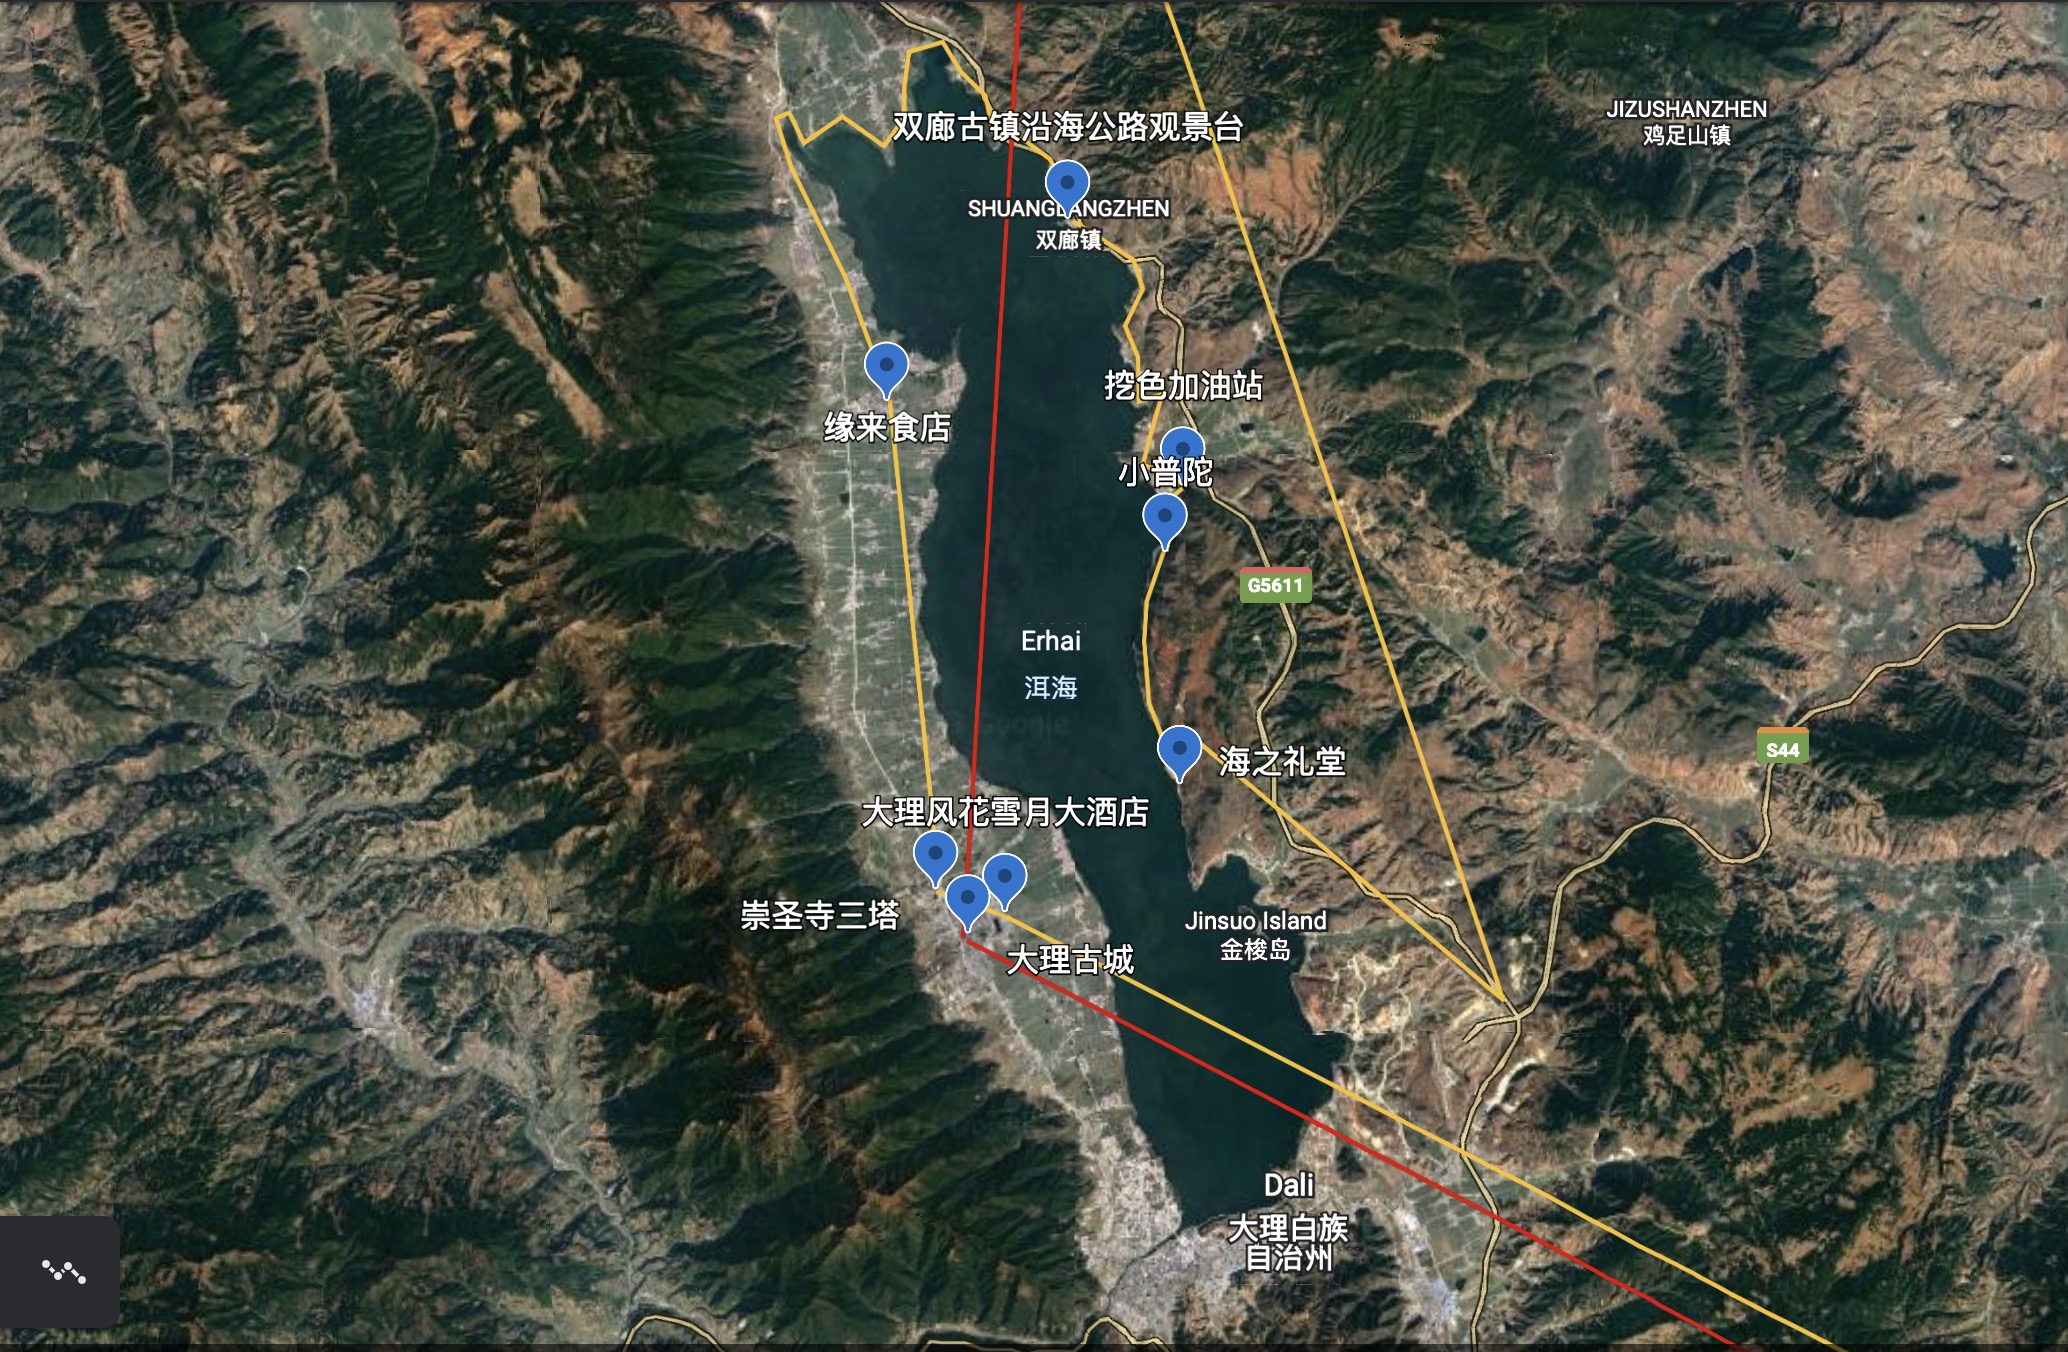 JIZUSHANZHEN
鸡足山镇
双廊古镇沿海公路观景台
SHUANGLANGZHEN
双廊镇
挖色加油站
缘来食店
小普陀
G5611
Erhai
洱海
Google
S44
海之礼堂
大理风花雪月大酒店
崇圣寺三塔
Jinsuo Island
金梭岛
大理古城
Dali
大理白族
自治州